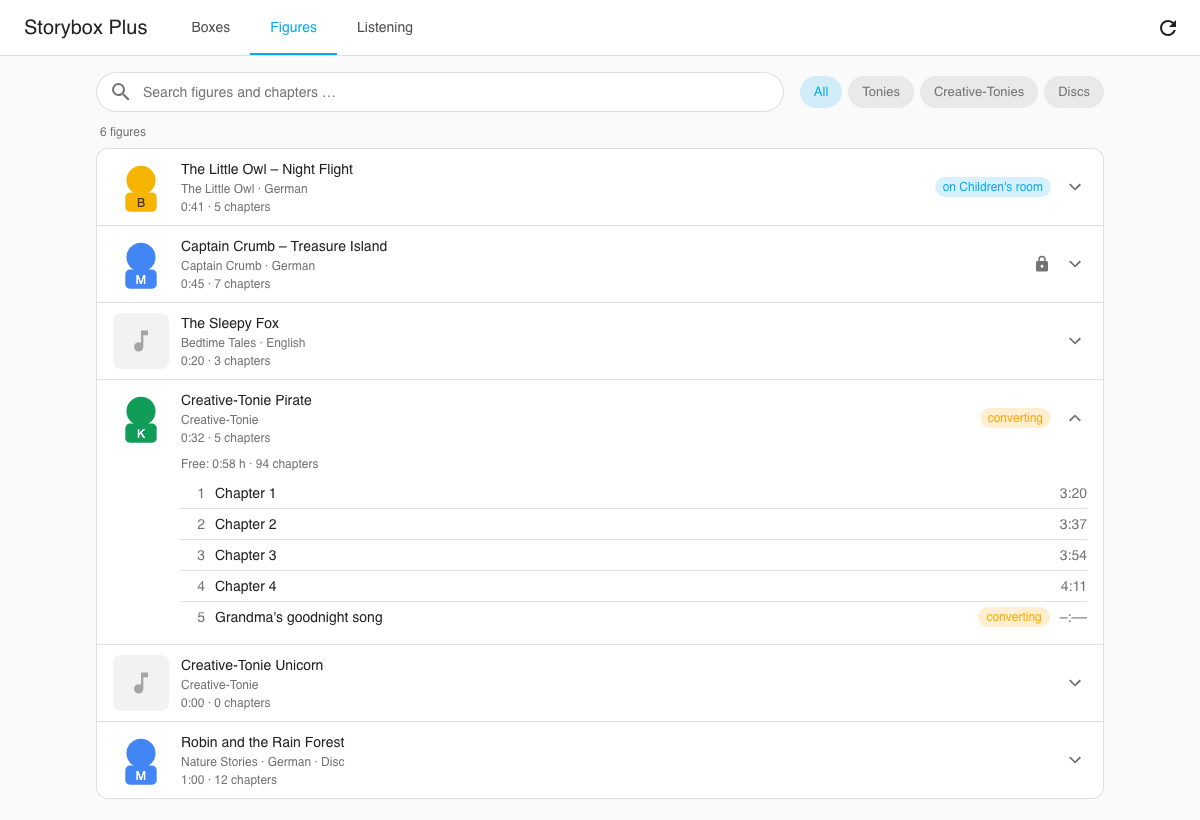 Storybox Plus
Boxes
Figures
Listening
Search figures and chapters …
All
Tonies
Creative-Tonies
Discs
6 figures
B
The Little Owl – Night Flight
The Little Owl · German
0:41 · 5 chapters
on Children's room
M
Captain Crumb – Treasure Island
Captain Crumb · German
0:45 · 7 chapters
The Sleepy Fox
Bedtime Tales · English
0:20 · 3 chapters
K
Creative-Tonie Pirate
Creative-Tonie
0:32 · 5 chapters
converting
Free: 0:58 h · 94 chapters
1 Chapter 1 3:20
2 Chapter 2 3:37
3 Chapter 3 3:54
4 Chapter 4 4:11
5 Grandma's goodnight song converting –:––
Creative-Tonie Unicorn
Creative-Tonie
0:00 · 0 chapters
M
Robin and the Rain Forest
Nature Stories · German · Disc
1:00 · 12 chapters